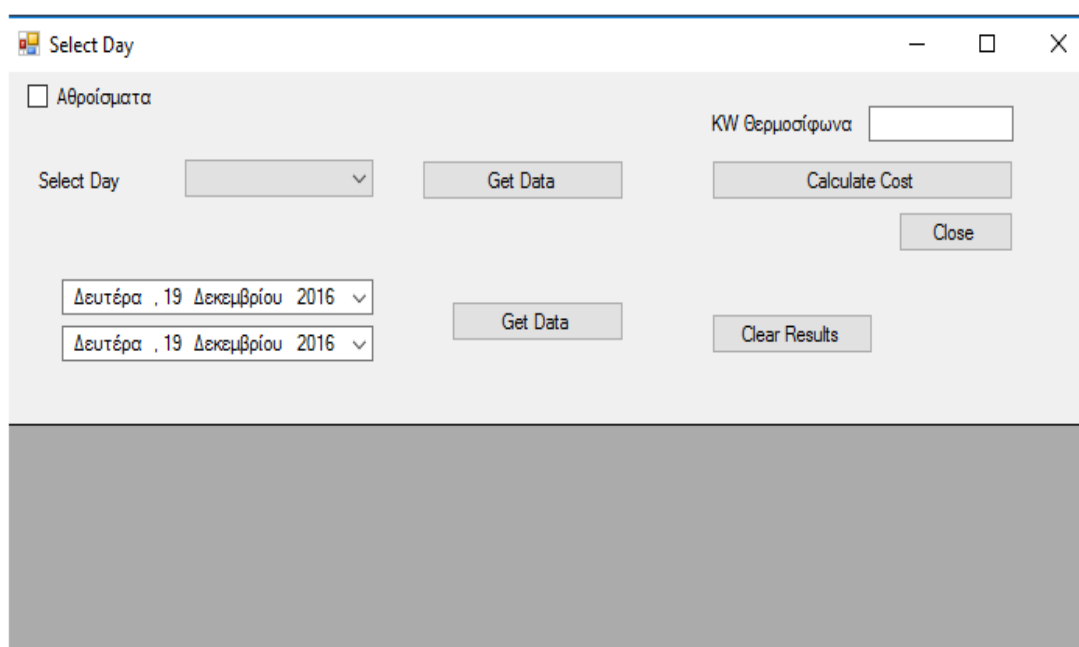 Select Day
Αθροίσματα
KW Θερμοσίφωνα
Select Day
Get Data
Calculate Cost
Close
Δευτέρα , 19 Δεκεμβρίου 2016
Get Data
Clear Results
Δευτέρα , 19 Δεκεμβρίου 2016